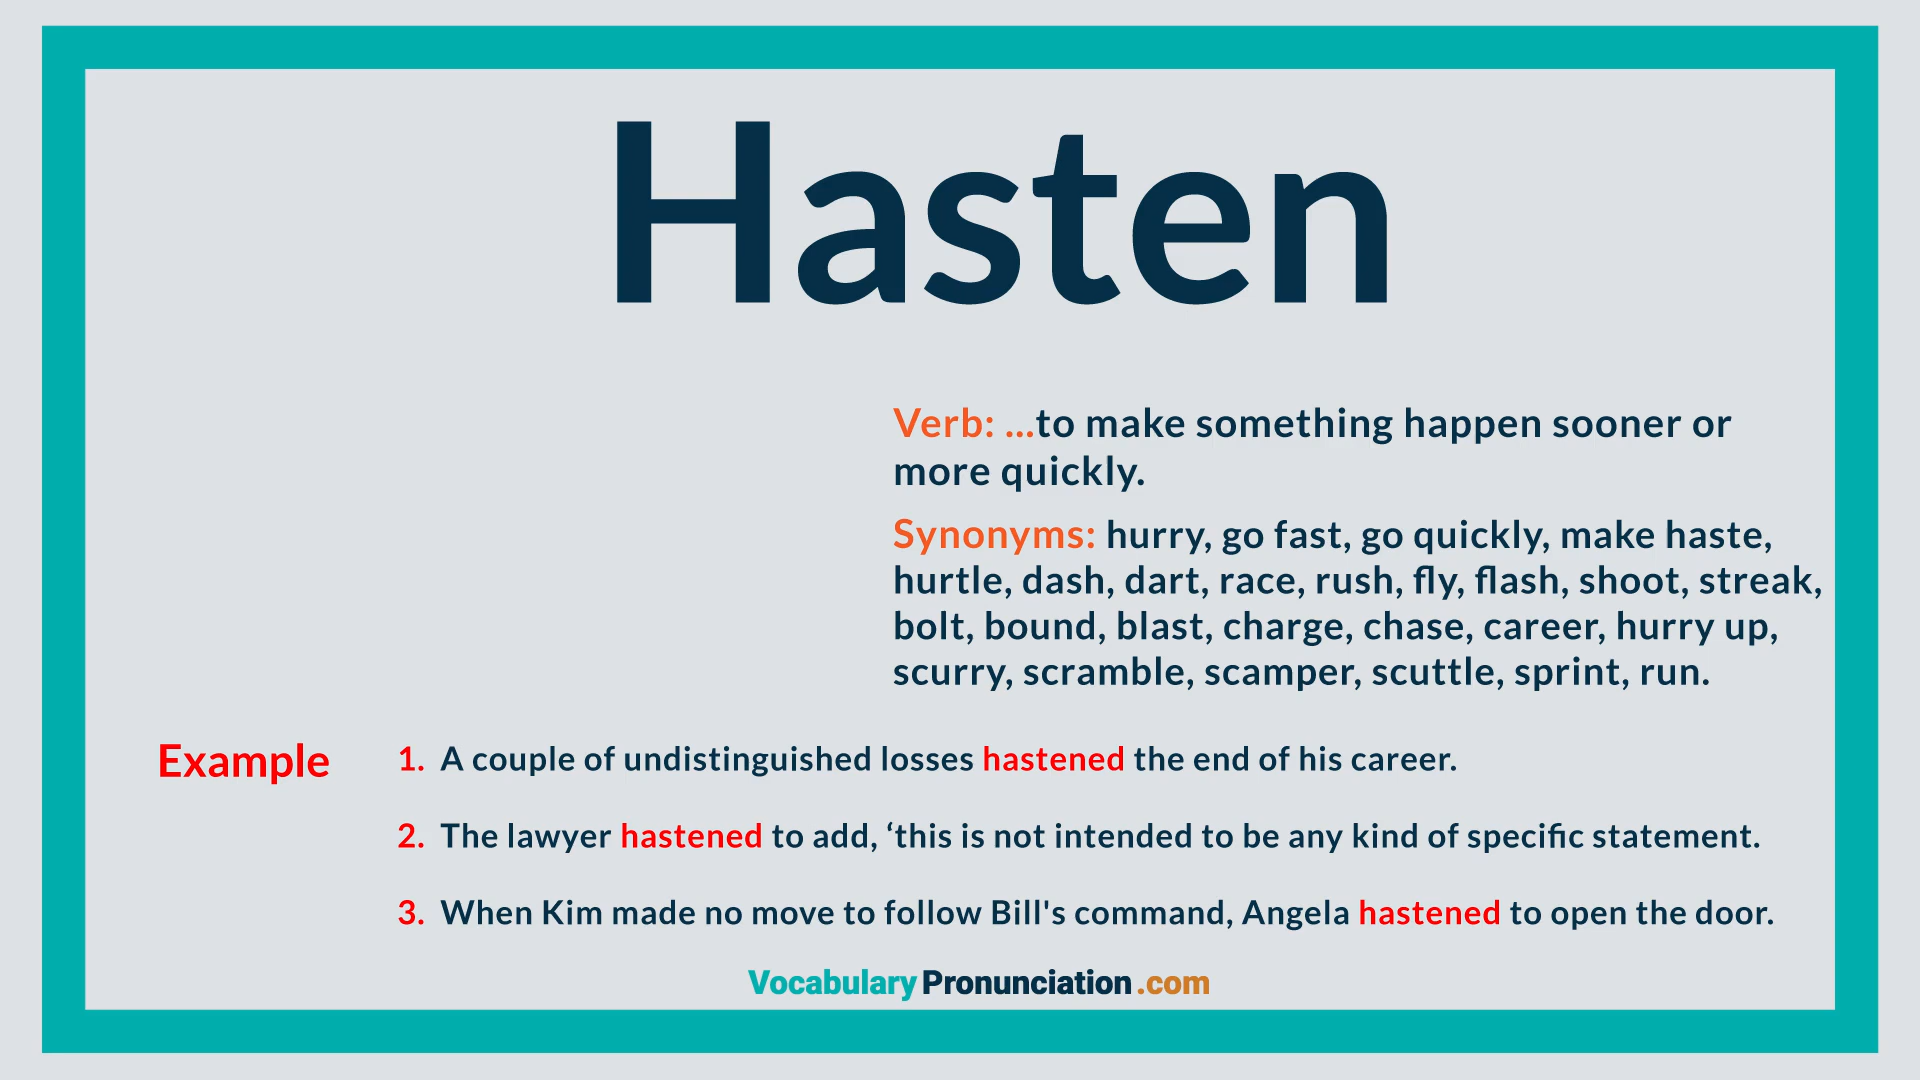 Hasten
Verb: ...to make something happen sooner or
more quickly.
Synonyms: hurry, go fast, go quickly, make haste,
hurtle, dash, dart, race, rush, fly, flash, shoot, streak,
bolt, bound, blast, charge, chase, career, hurry up,
scurry, scramble, scamper, scuttle, sprint, run.
Example 1. A couple of undistinguished losses hastened the end of his career.
2. The lawyer hastened to add, ‘this is not intended to be any kind of specific statement.
3. When Kim made no move to follow Bill's command, Angela hastened to open the door.
VocabularyPronunciation.com